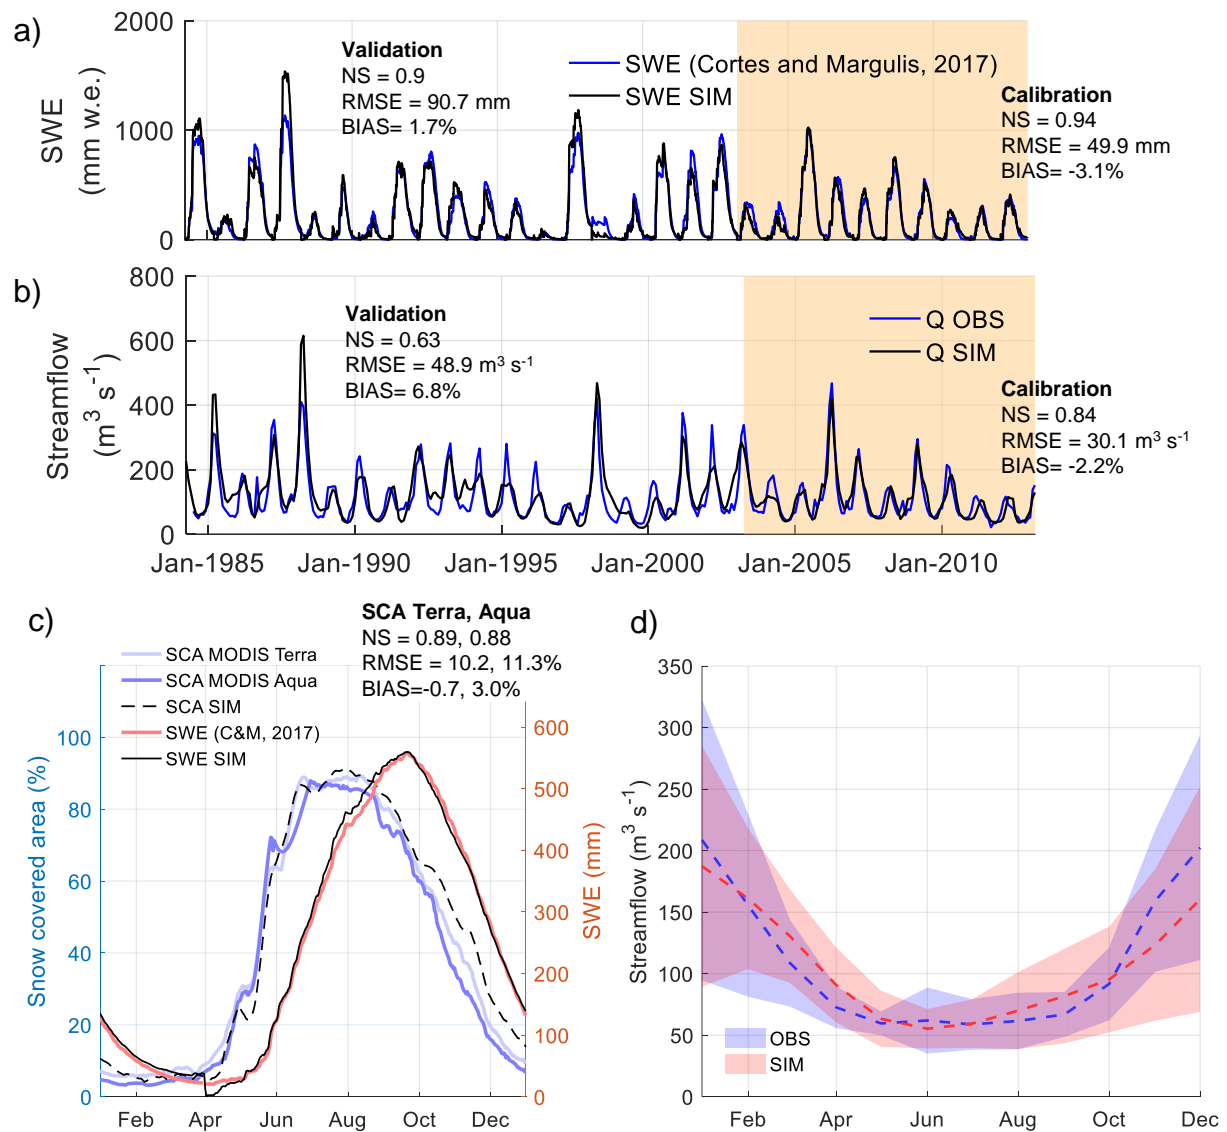 a)
2000
1000
0
SWE
(mm w.e.)
Validation
NS = 0.9
RMSE = 90.7 mm
BIAS= 1.7%
SWE (Cortes and Margulis, 2017)
SWE SIM
Calibration
NS = 0.94
RMSE = 49.9 mm
BIAS= -3.1%
b)
800
600
400
200
0
Streamflow
(m³ s⁻¹)
Validation
NS = 0.63
RMSE = 48.9 m³ s⁻¹
BIAS= 6.8%
Q OBS
Q SIM
Calibration
NS = 0.84
RMSE = 30.1 m³ s⁻¹
BIAS= -2.2%
Jan-1985 Jan-1990 Jan-1995 Jan-2000 Jan-2005 Jan-2010
c)
SCA Terra, Aqua
NS = 0.89, 0.88
RMSE = 10.2, 11.3%
BIAS=-0.7, 3.0%
SCA MODIS Terra
SCA MODIS Aqua
SCA SIM
SWE (C&M, 2017)
SWE SIM
100
80
60
40
20
0
Snow covered area (%)
600
500
400
300
200
100
0
SWE (mm)
Feb Apr Jun Aug Oct Dec
d)
350
300
250
200
150
100
50
0
Streamflow (m³ s⁻¹)
OBS
SIM
Feb Apr Jun Aug Oct Dec